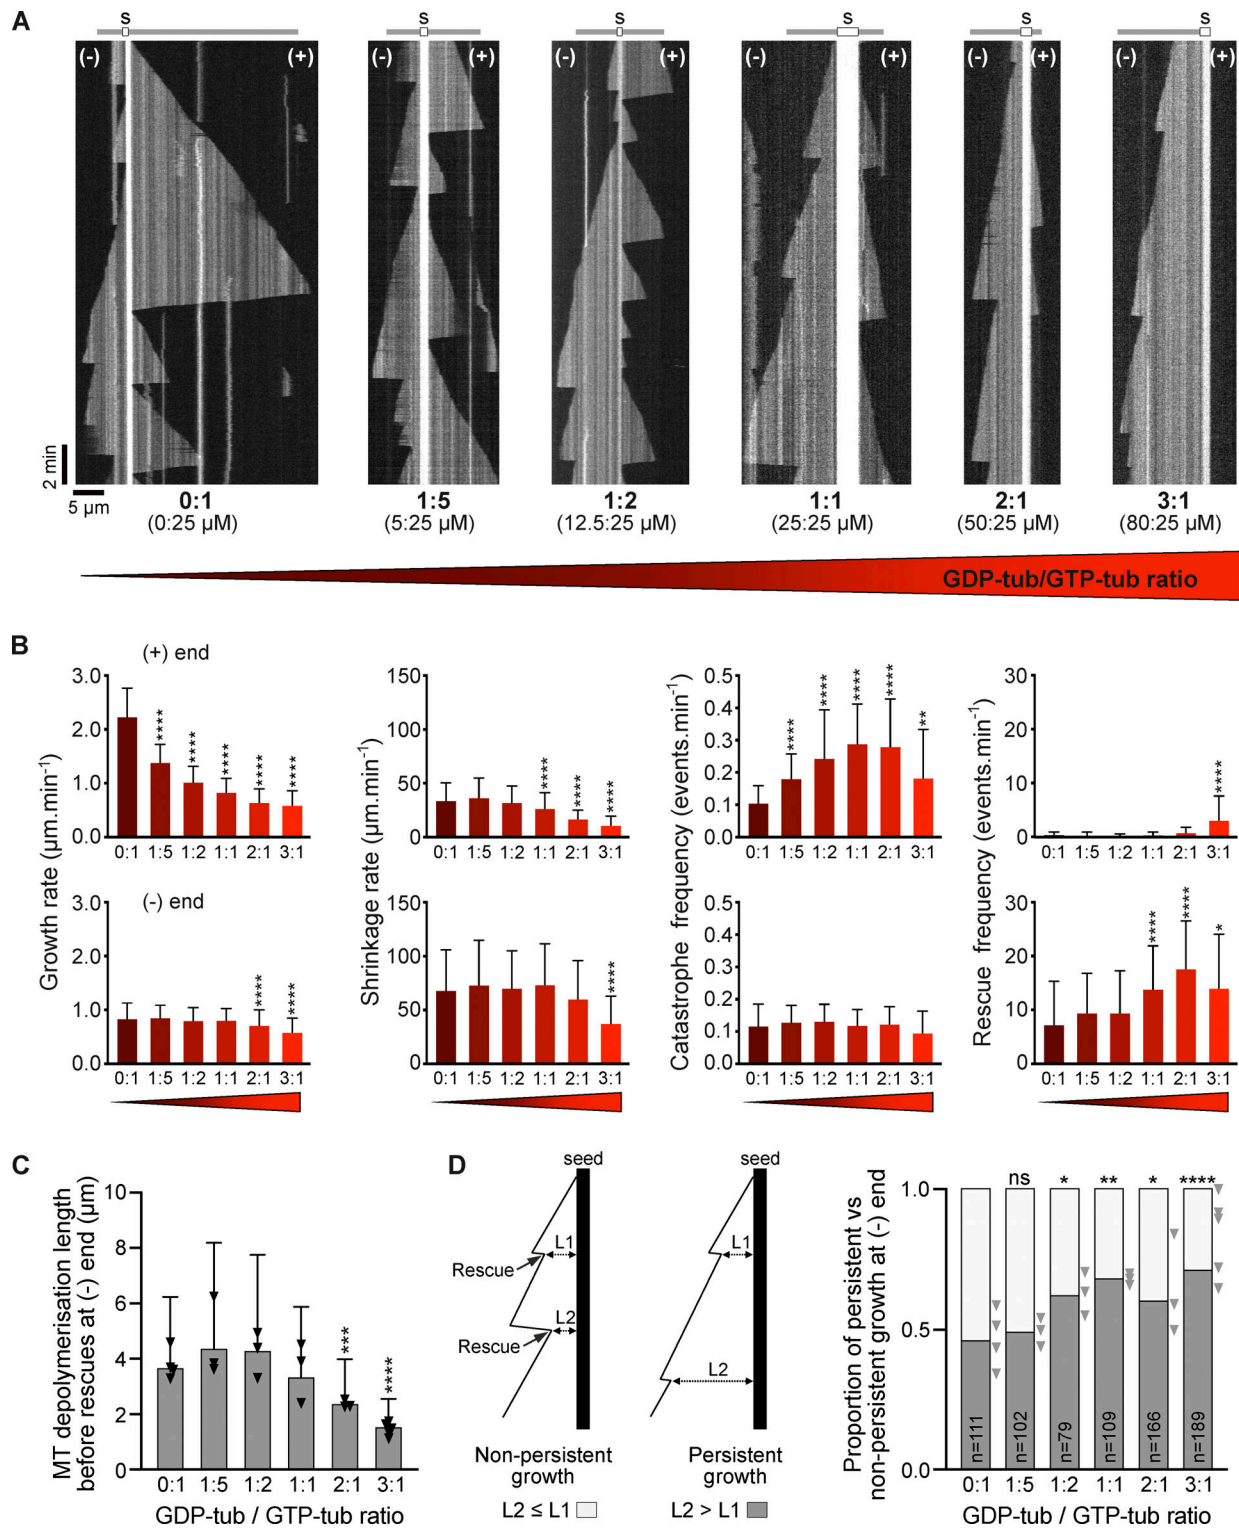 A
S S S S S S
(-) (+) (-) (+) (-) (+) (-) (+) (-) (+) (-) (+)
2 min
5 µm
0:1 1:5 1:2 1:1 2:1 3:1
(0:25 µM) (5:25 µM) (12.5:25 µM) (25:25 µM) (50:25 µM) (80:25 µM)
GDP-tub/GTP-tub ratio
B
(+) end
Growth rate (µm.min⁻¹)
3.0
2.0
1.0
0.0
**** **** **** **** ****
0:1 1:5 1:2 1:1 2:1 3:1
Shrinkage rate (µm.min⁻¹)
150
100
50
0
**** **** ****
0:1 1:5 1:2 1:1 2:1 3:1
Catastrophe frequency (events.min⁻¹)
0.5
0.4
0.3
0.2
0.1
0.0
**** **** **** **** **
0:1 1:5 1:2 1:1 2:1 3:1
Rescue frequency (events.min⁻¹)
30
20
10
0
****
0:1 1:5 1:2 1:1 2:1 3:1
(-) end
3.0
2.0
1.0
0.0
**** ****
0:1 1:5 1:2 1:1 2:1 3:1
150
100
50
0
****
0:1 1:5 1:2 1:1 2:1 3:1
0.5
0.4
0.3
0.2
0.1
0.0
0:1 1:5 1:2 1:1 2:1 3:1
30
20
10
0
**** **** *
0:1 1:5 1:2 1:1 2:1 3:1
C
MT depolymerisation length
before rescues at (-) end (µm)
10
8
6
4
2
0
*** ****
0:1 1:5 1:2 1:1 2:1 3:1
GDP-tub / GTP-tub ratio
D
seed
L1
Rescue
L2
Rescue
Non-persistent
growth
L2 ≤ L1
seed
L1
L2
Persistent
growth
L2 > L1
Proportion of persistent vs
non-persistent growth at (-) end
1.0
0.5
0.0
ns * ** * ****
n=111 n=102 n=79 n=109 n=166 n=189
0:1 1:5 1:2 1:1 2:1 3:1
GDP-tub / GTP-tub ratio